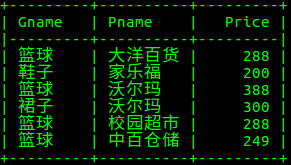 +----------+----------+----------+
| Gname | Pname | Price |
|----------+----------+----------|
| 篮球 | 大洋百货 | 288 |
| 鞋子 | 家乐福 | 200 |
| 篮球 | 沃尔玛 | 388 |
| 裙子 | 沃尔玛 | 300 |
| 篮球 | 校园超市 | 288 |
| 篮球 | 中百仓储 | 249 |
+----------+----------+----------+